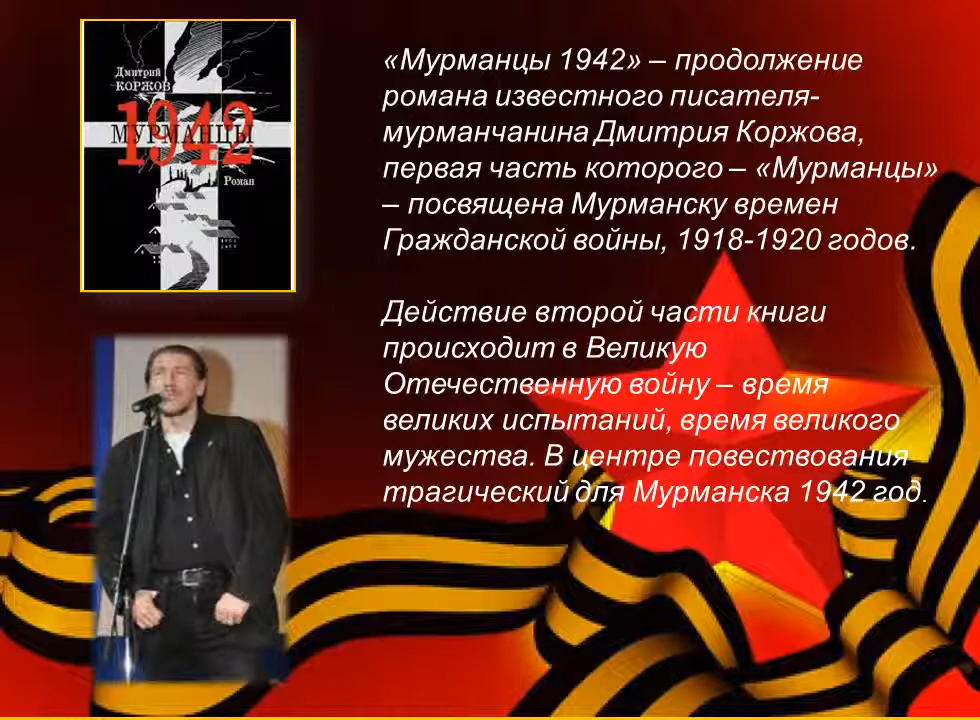 Дмитрий
КОРЖОВ
1942
МУРМАНЦЫ
Роман
«Мурманцы 1942» – продолжение
романа известного писателя-
мурманчанина Дмитрия Коржова,
первая часть которого – «Мурманцы»
– посвящена Мурманску времен
Гражданской войны, 1918-1920 годов.
Действие второй части книги
происходит в Великую
Отечественную войну – время
великих испытаний, время великого
мужества. В центре повествования
трагический для Мурманска 1942 год.